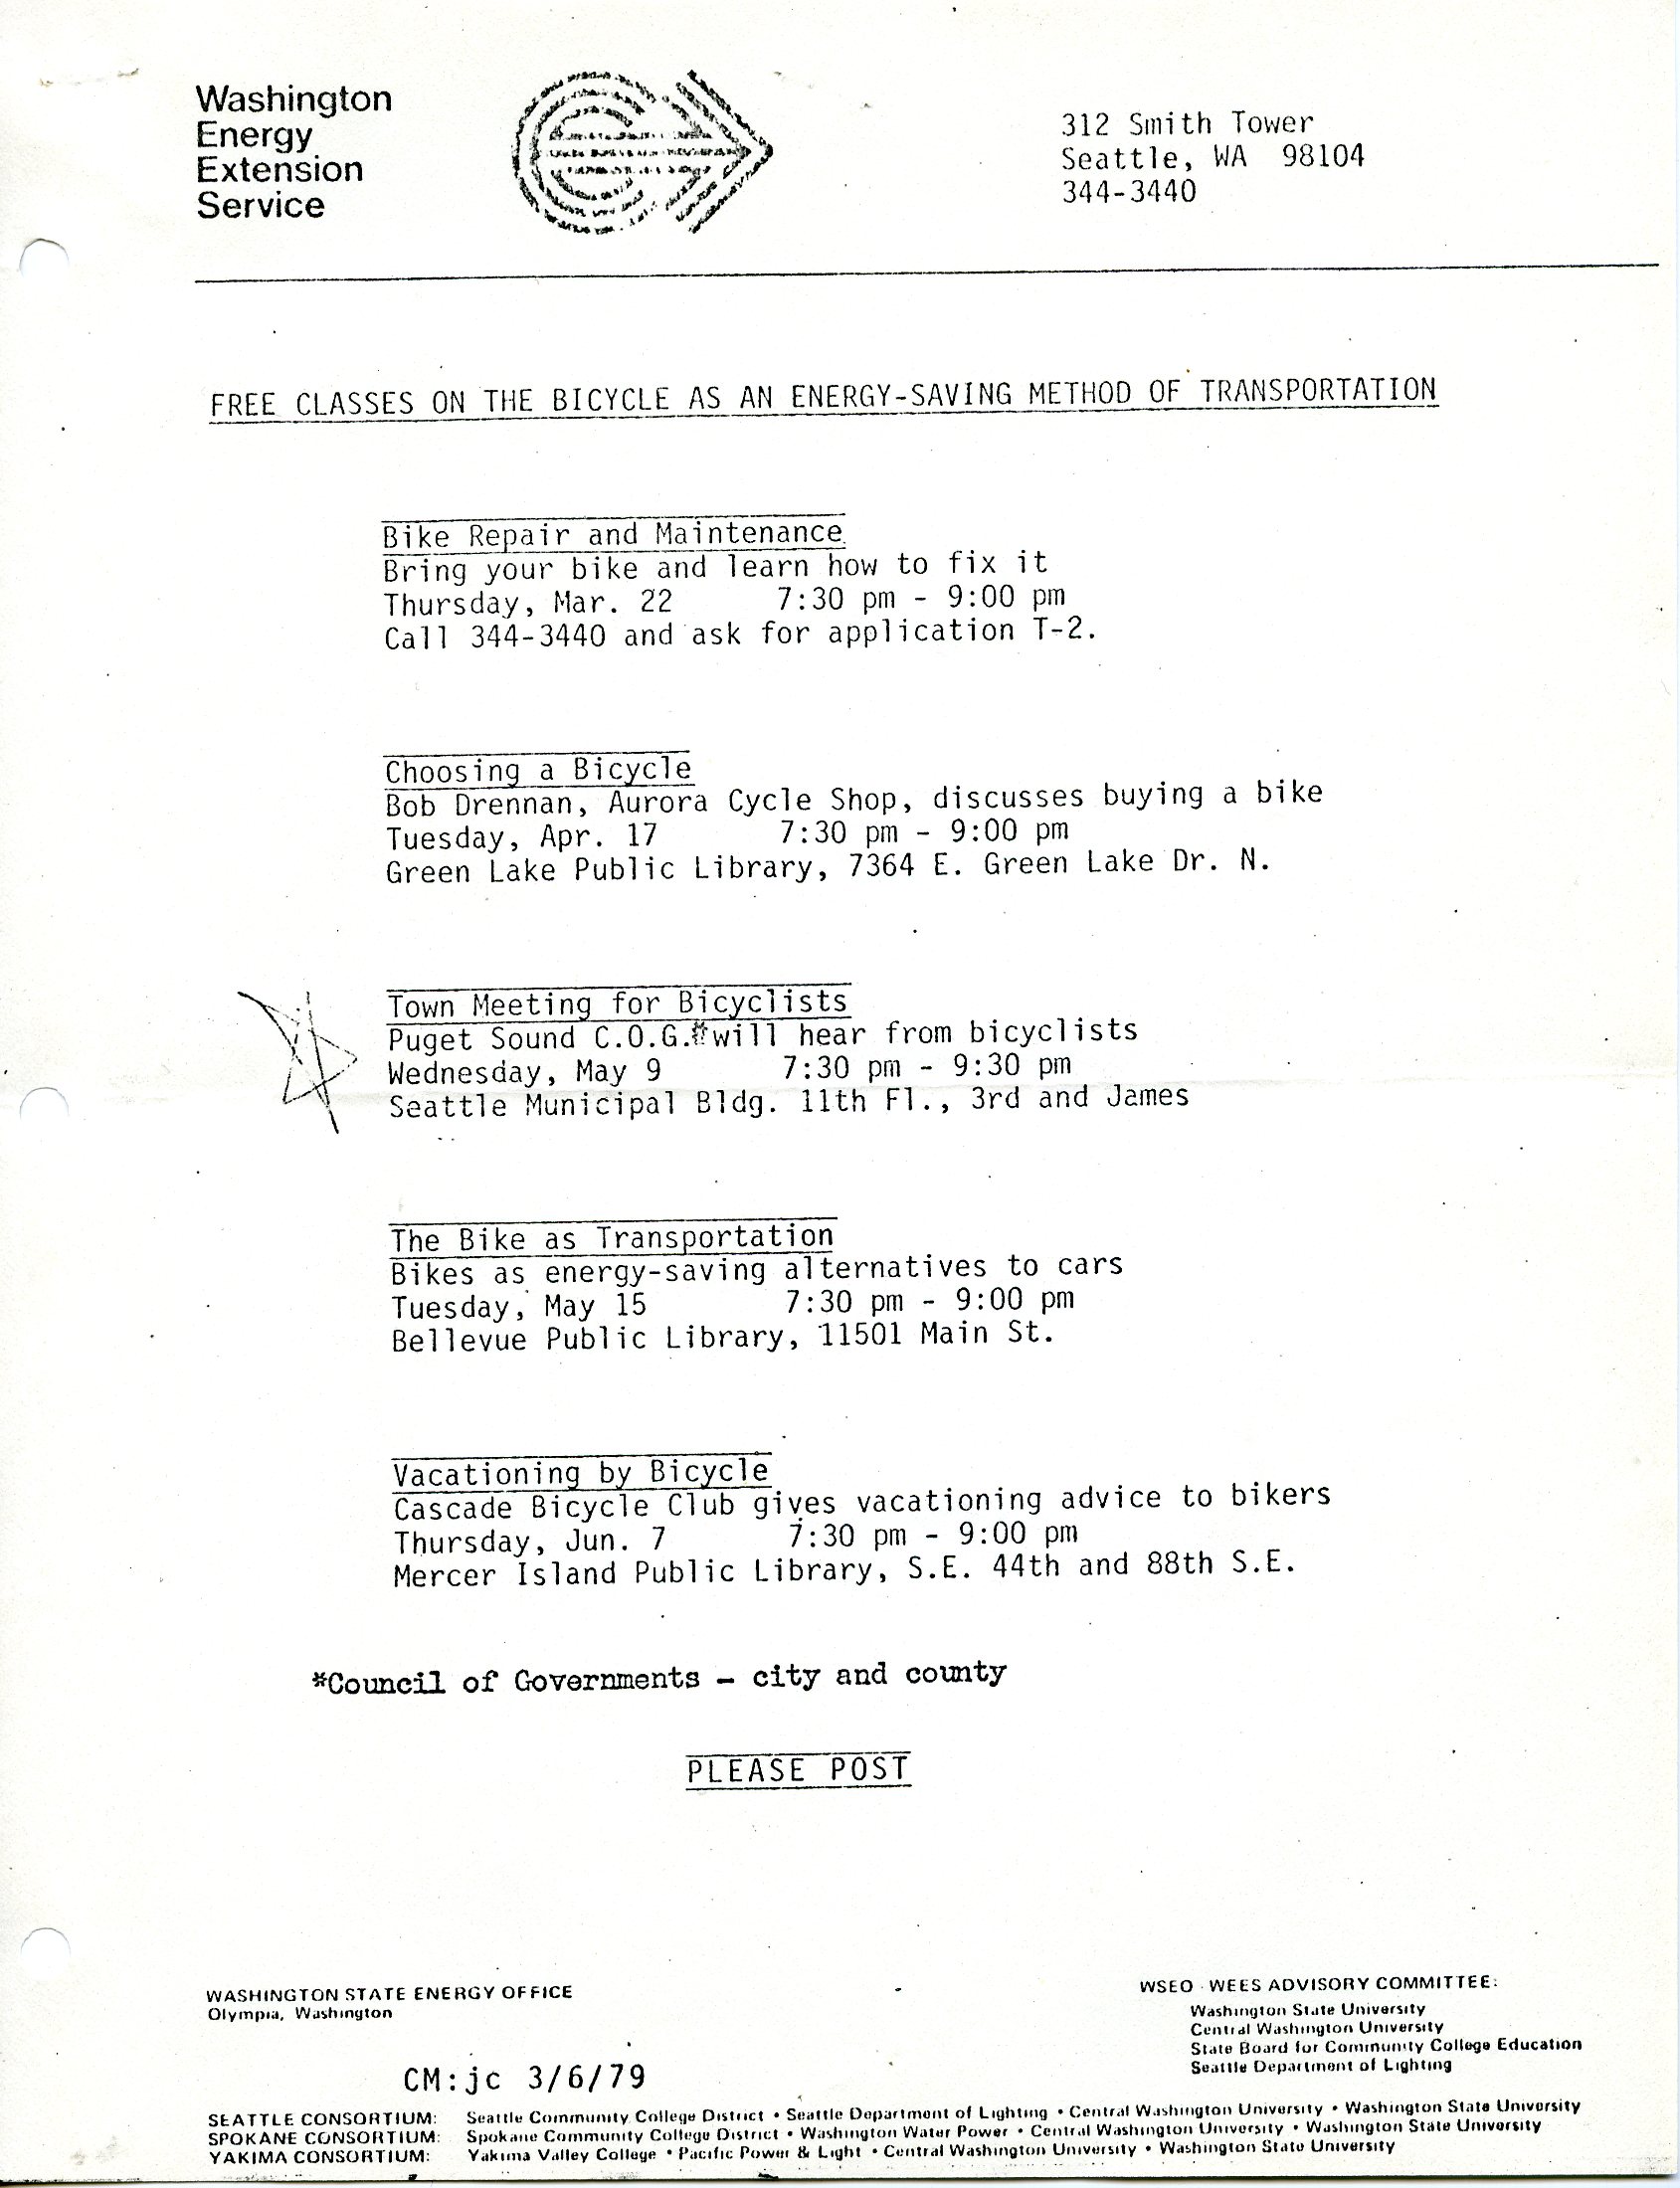 Washington
Energy
Extension
Service
312 Smith Tower
Seattle, WA 98104
344-3440
FREE CLASSES ON THE BICYCLE AS AN ENERGY-SAVING METHOD OF TRANSPORTATION
Bike Repair and Maintenance
Bring your bike and learn how to fix it
Thursday, Mar. 22 7:30 pm - 9:00 pm
Call 344-3440 and ask for application T-2.
Choosing a Bicycle
Bob Drennan, Aurora Cycle Shop, discusses buying a bike
Tuesday, Apr. 17 7:30 pm - 9:00 pm
Green Lake Public Library, 7364 E. Green Lake Dr. N.
Town Meeting for Bicyclists
Puget Sound C.O.G.* will hear from bicyclists
Wednesday, May 9 7:30 pm - 9:30 pm
Seattle Municipal Bldg. 11th Fl., 3rd and James
The Bike as Transportation
Bikes as energy-saving alternatives to cars
Tuesday, May 15 7:30 pm - 9:00 pm
Bellevue Public Library, 11501 Main St.
Vacationing by Bicycle
Cascade Bicycle Club gives vacationing advice to bikers
Thursday, Jun. 7 7:30 pm - 9:00 pm
Mercer Island Public Library, S.E. 44th and 88th S.E.
*Council of Governments - city and county
PLEASE POST
WASHINGTON STATE ENERGY OFFICE
Olympia, Washington
WSEO - WEES ADVISORY COMMITTEE:
Washington State University
Central Washington University
State Board for Community College Education
Seattle Department of Lighting
CM:jc 3/6/79
SEATTLE CONSORTIUM: Seattle Community College District • Seattle Department of Lighting • Central Washington University • Washington State University
SPOKANE CONSORTIUM: Spokane Community College District • Washington Water Power • Central Washington University • Washington State University
YAKIMA CONSORTIUM: Yakima Valley College • Pacific Power & Light • Central Washington University • Washington State University